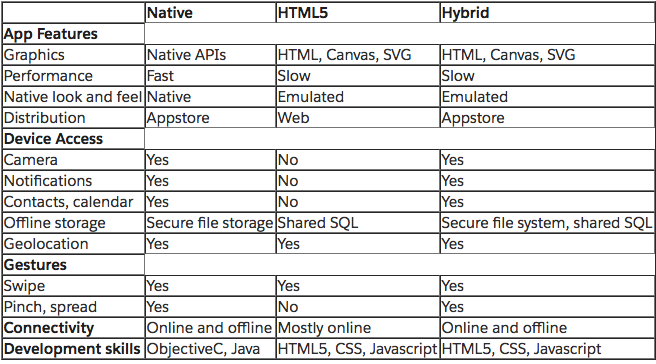 Native HTML5 Hybrid
App Features
Graphics Native APIs HTML, Canvas, SVG HTML, Canvas, SVG
Performance Fast Slow Slow
Native look and feel Native Emulated Emulated
Distribution Appstore Web Appstore
Device Access
Camera Yes No Yes
Notifications Yes No Yes
Contacts, calendar Yes No Yes
Offline storage Secure file storage Shared SQL Secure file system, shared SQL
Geolocation Yes Yes Yes
Gestures
Swipe Yes Yes Yes
Pinch, spread Yes No Yes
Connectivity Online and offline Mostly online Online and offline
Development skills ObjectiveC, Java HTML5, CSS, Javascript HTML5, CSS, Javascript